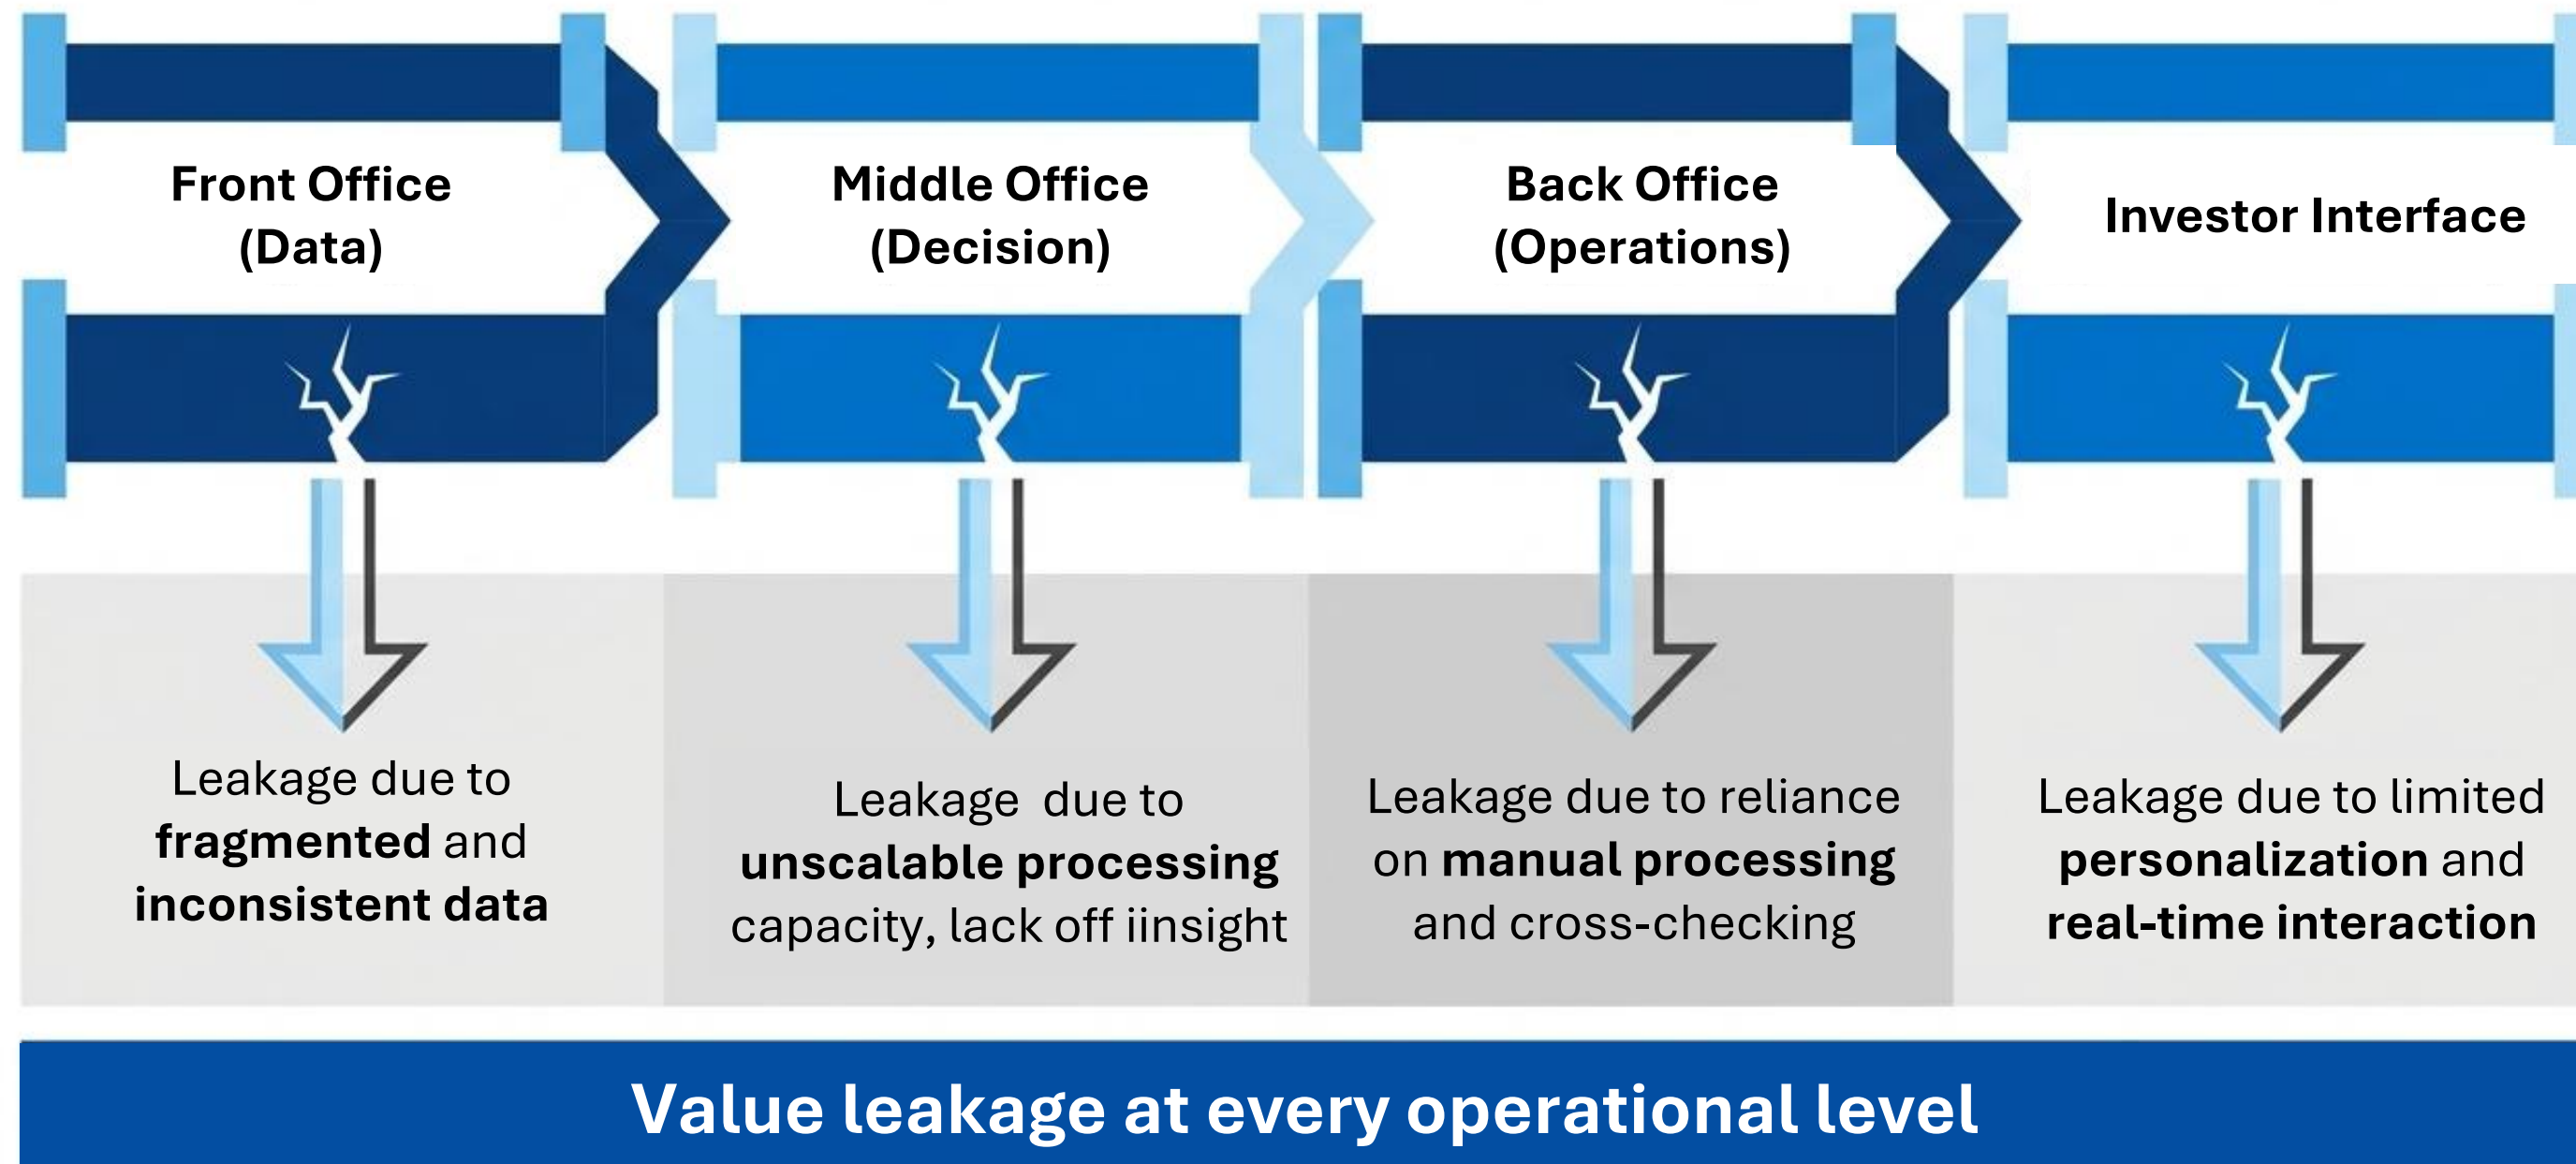 Front Office
(Data)
Middle Office
(Decision)
Back Office
(Operations)
Investor Interface
Leakage due to
fragmented and
inconsistent data
Leakage  due to
unscalable processing
capacity, lack off iinsight
Leakage due to reliance
on manual processing
and cross-checking
Leakage due to limited
personalization and
real-time interaction
Value leakage at every operational level